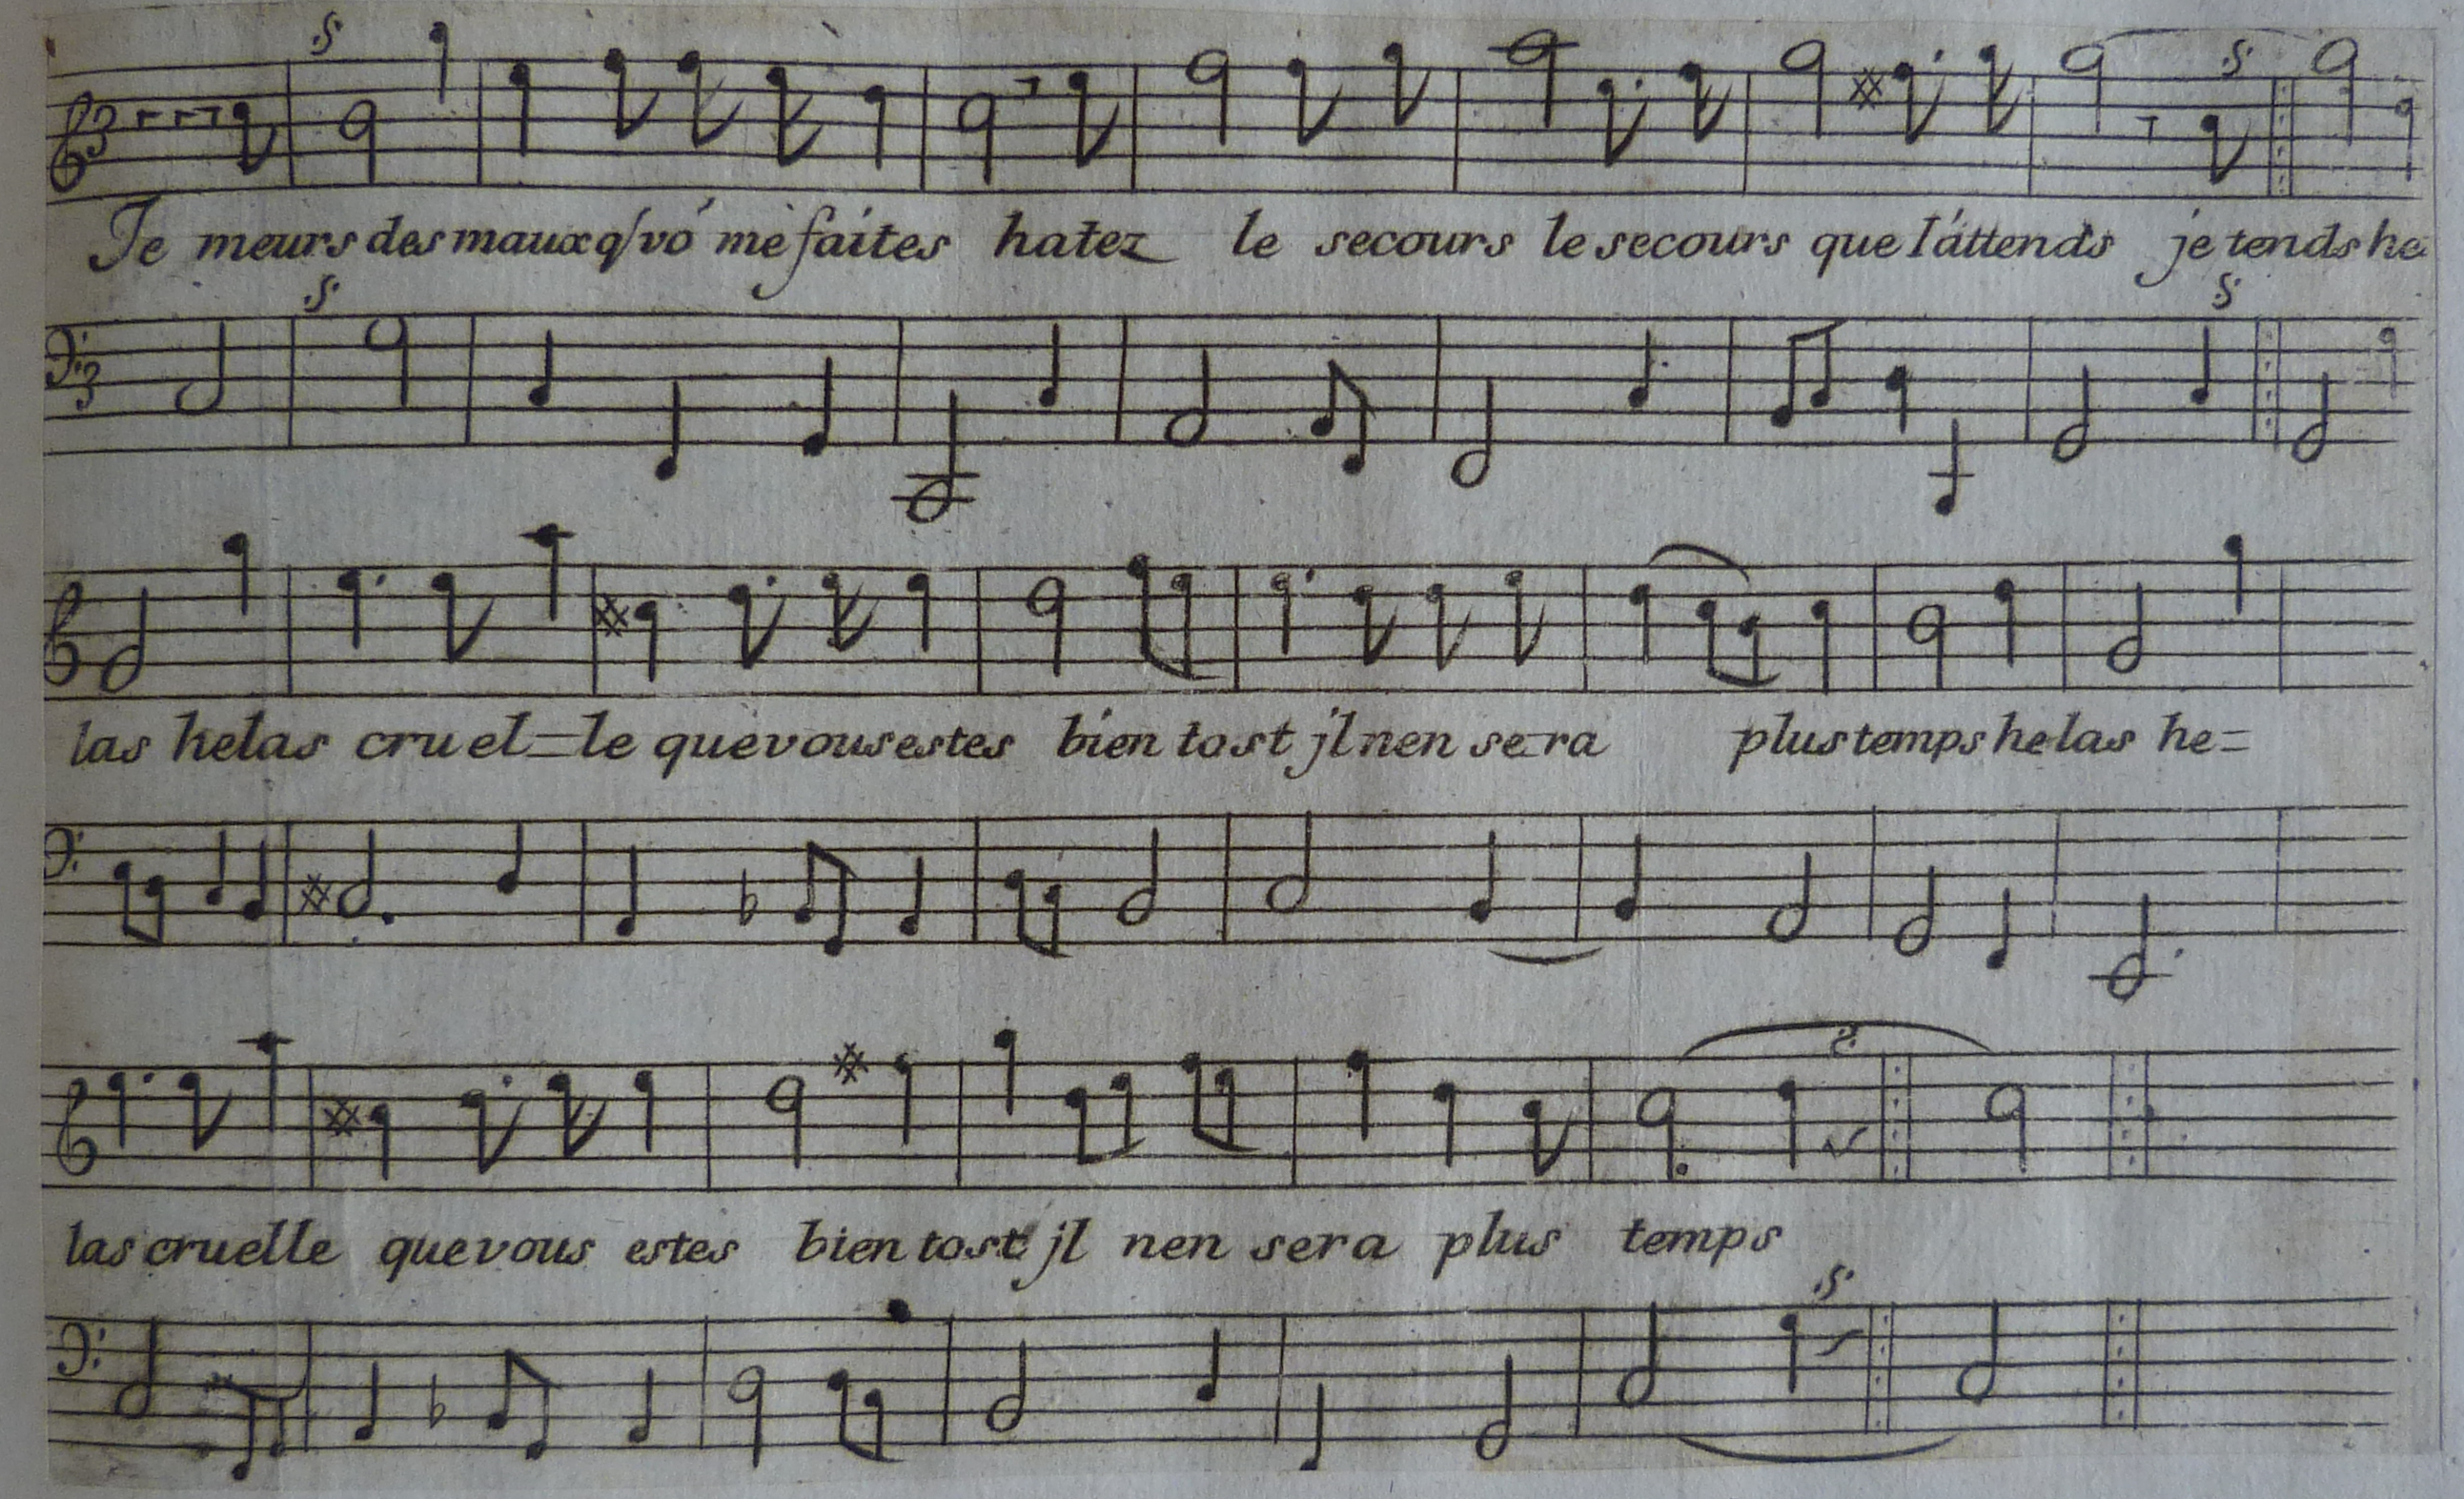 Je meurs des maux q/vo' me faites hatez le secours le secours que I'attends je tends he
las helas cruel=le que vous estes bien tost jl nen sera plus temps helas he=
las cruelle que vous estes bien tost jl nen sera plus temps